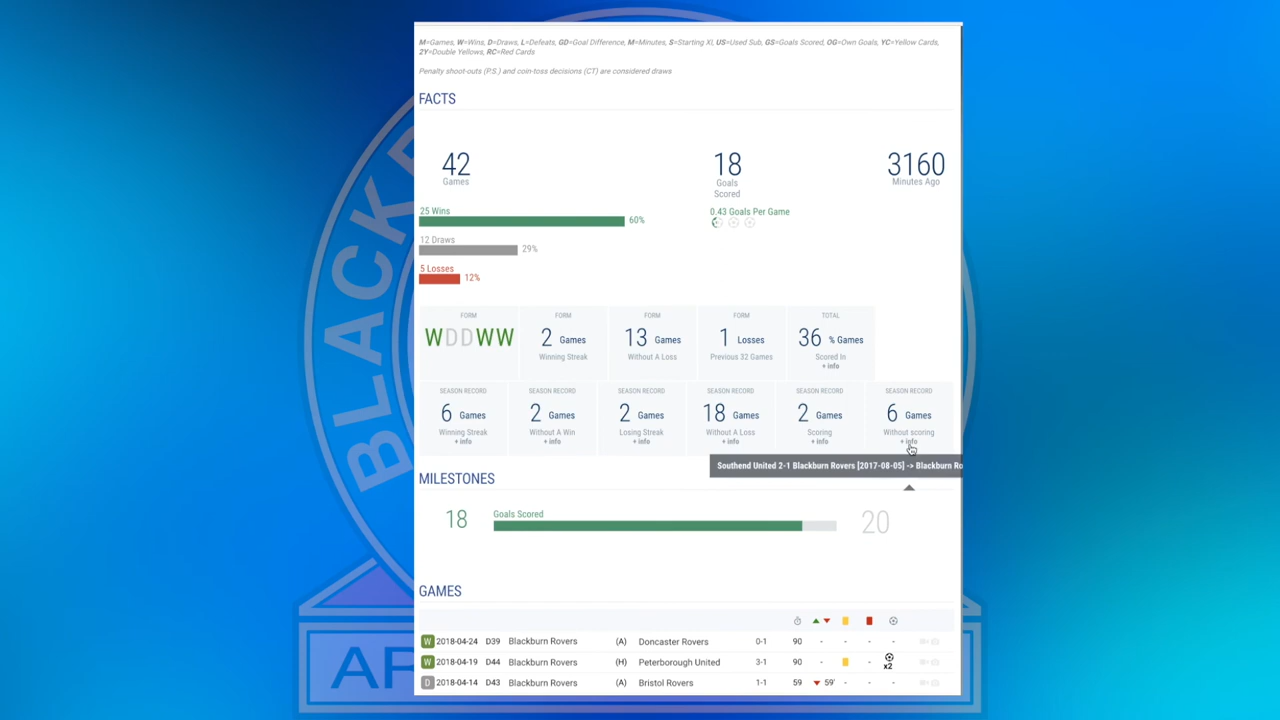 M=Games, W=Wins, D=Draws, L=Defeats, GD=Goal Difference, M=Minutes, S=Starting XI, US=Used Sub, GS=Goals Scored, OG=Own Goals, YC=Yellow Cards,
2Y=Double Yellows, RC=Red Cards
Penalty shoot-outs (P.S.) and coin-toss decisions (CT) are considered draws
FACTS
42 18 3160
Games Goals Scored Minutes Ago
25 Wins 60% 0.43 Goals Per Game
12 Draws 29%
5 Losses 12%
FORM FORM FORM FORM TOTAL
WDDWW 2 Games 13 Games 1 Losses 36 % Games
Winning Streak Without A Loss Previous 32 Games Scored In
+ info
SEASON RECORD SEASON RECORD SEASON RECORD SEASON RECORD SEASON RECORD SEASON RECORD
6 Games 2 Games 2 Games 18 Games 2 Games 6 Games
Winning Streak Without A Win Losing Streak Without A Loss Scoring Without scoring
+ info + info + info + info + info + info
Southend United 2-1 Blackburn Rovers [2017-08-05] -> Blackburn Ro
MILESTONES
18 Goals Scored 20
GAMES
W 2018-04-24 D39 Blackburn Rovers (A) Doncaster Rovers 0-1 90 - - - -
W 2018-04-19 D44 Blackburn Rovers (H) Peterborough United 3-1 90 - - x2
D 2018-04-14 D43 Blackburn Rovers (A) Bristol Rovers 1-1 59 59' - - -
BLACKB
AR